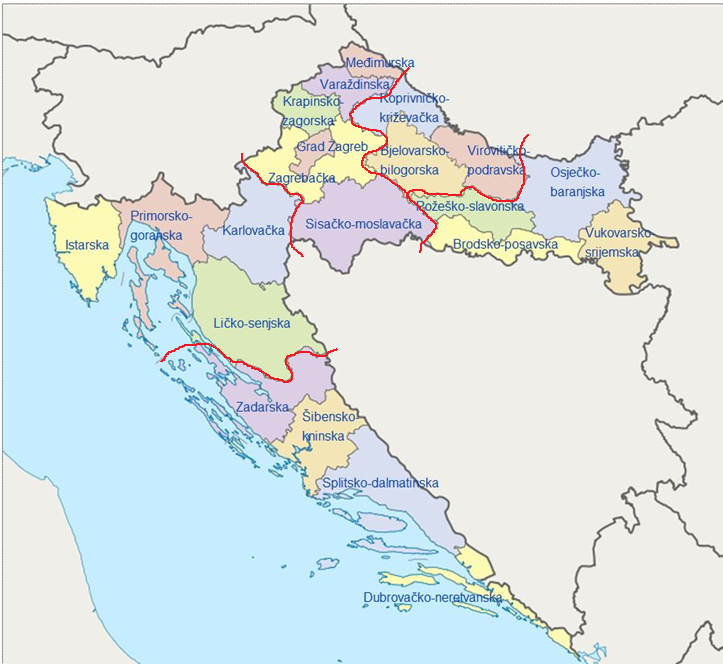 Međimurska
Varaždinska
Krapinsko-
zagorska
Koprivničko-
križevačka
Grad Zagreb
Bjelovarsko-
bilogorska
Virovitičko-
podravska
Zagrebačka
Osječko-
baranjska
Požeško-slavonska
Primorsko-
goranska
Istarska
Karlovačka
Sisačko-moslavačka
Brodsko-posavska
Vukovarsko-
srijemska
Ličko-senjska
Zadarska
Šibensko-
kninska
Splitsko-dalmatinska
Dubrovačko-neretvanska